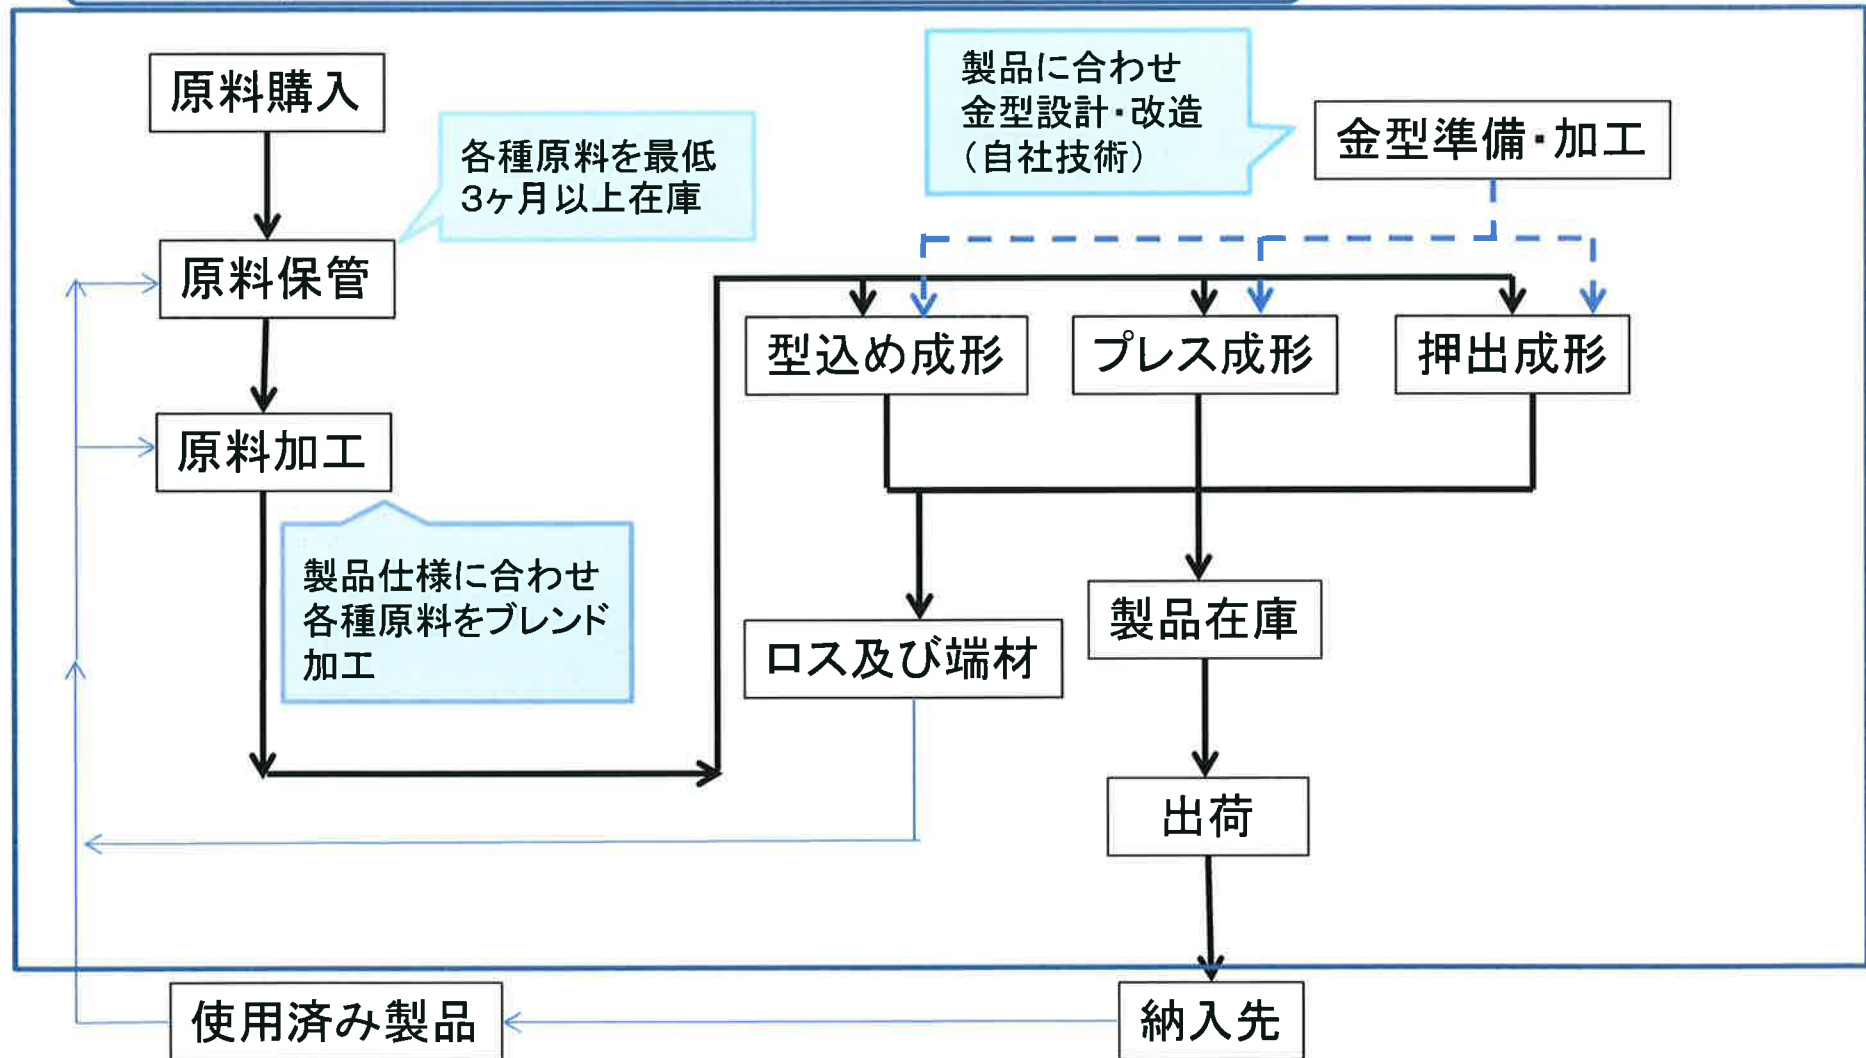 原料購入
各種原料を最低
3ヶ月以上在庫
製品に合わせ
金型設計・改造
(自社技術)
金型準備・加工
原料保管
型込め成形
プレス成形
押出成形
原料加工
製品仕様に合わせ
各種原料をブレンド
加工
製品在庫
ロス及び端材
出荷
使用済み製品
納入先